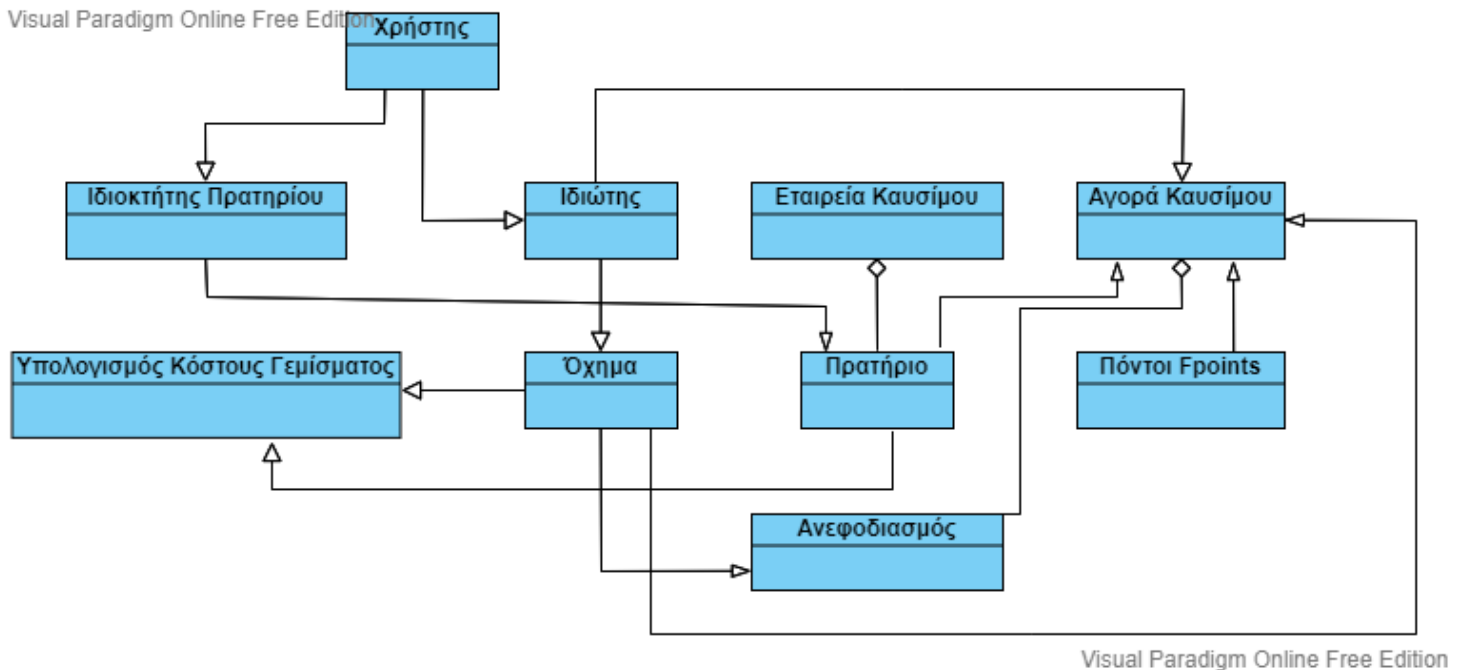 Visual Paradigm Online Free Edition
Χρήστης
Ιδιοκτήτης Πρατηρίου
Ιδιώτης
Εταιρεία Καυσίμου
Αγορά Καυσίμου
Υπολογισμός Κόστους Γεμίσματος
Όχημα
Πρατήριο
Πόντοι Fpoints
Ανεφοδιασμός
Visual Paradigm Online Free Edition